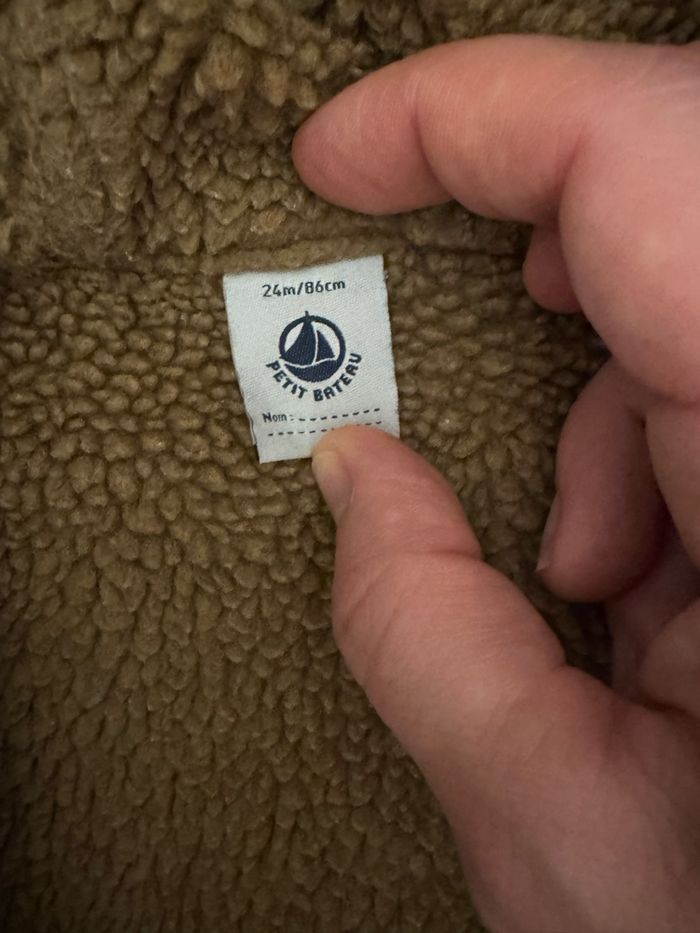 24m/86cm
PETIT BATEAU
Nom :